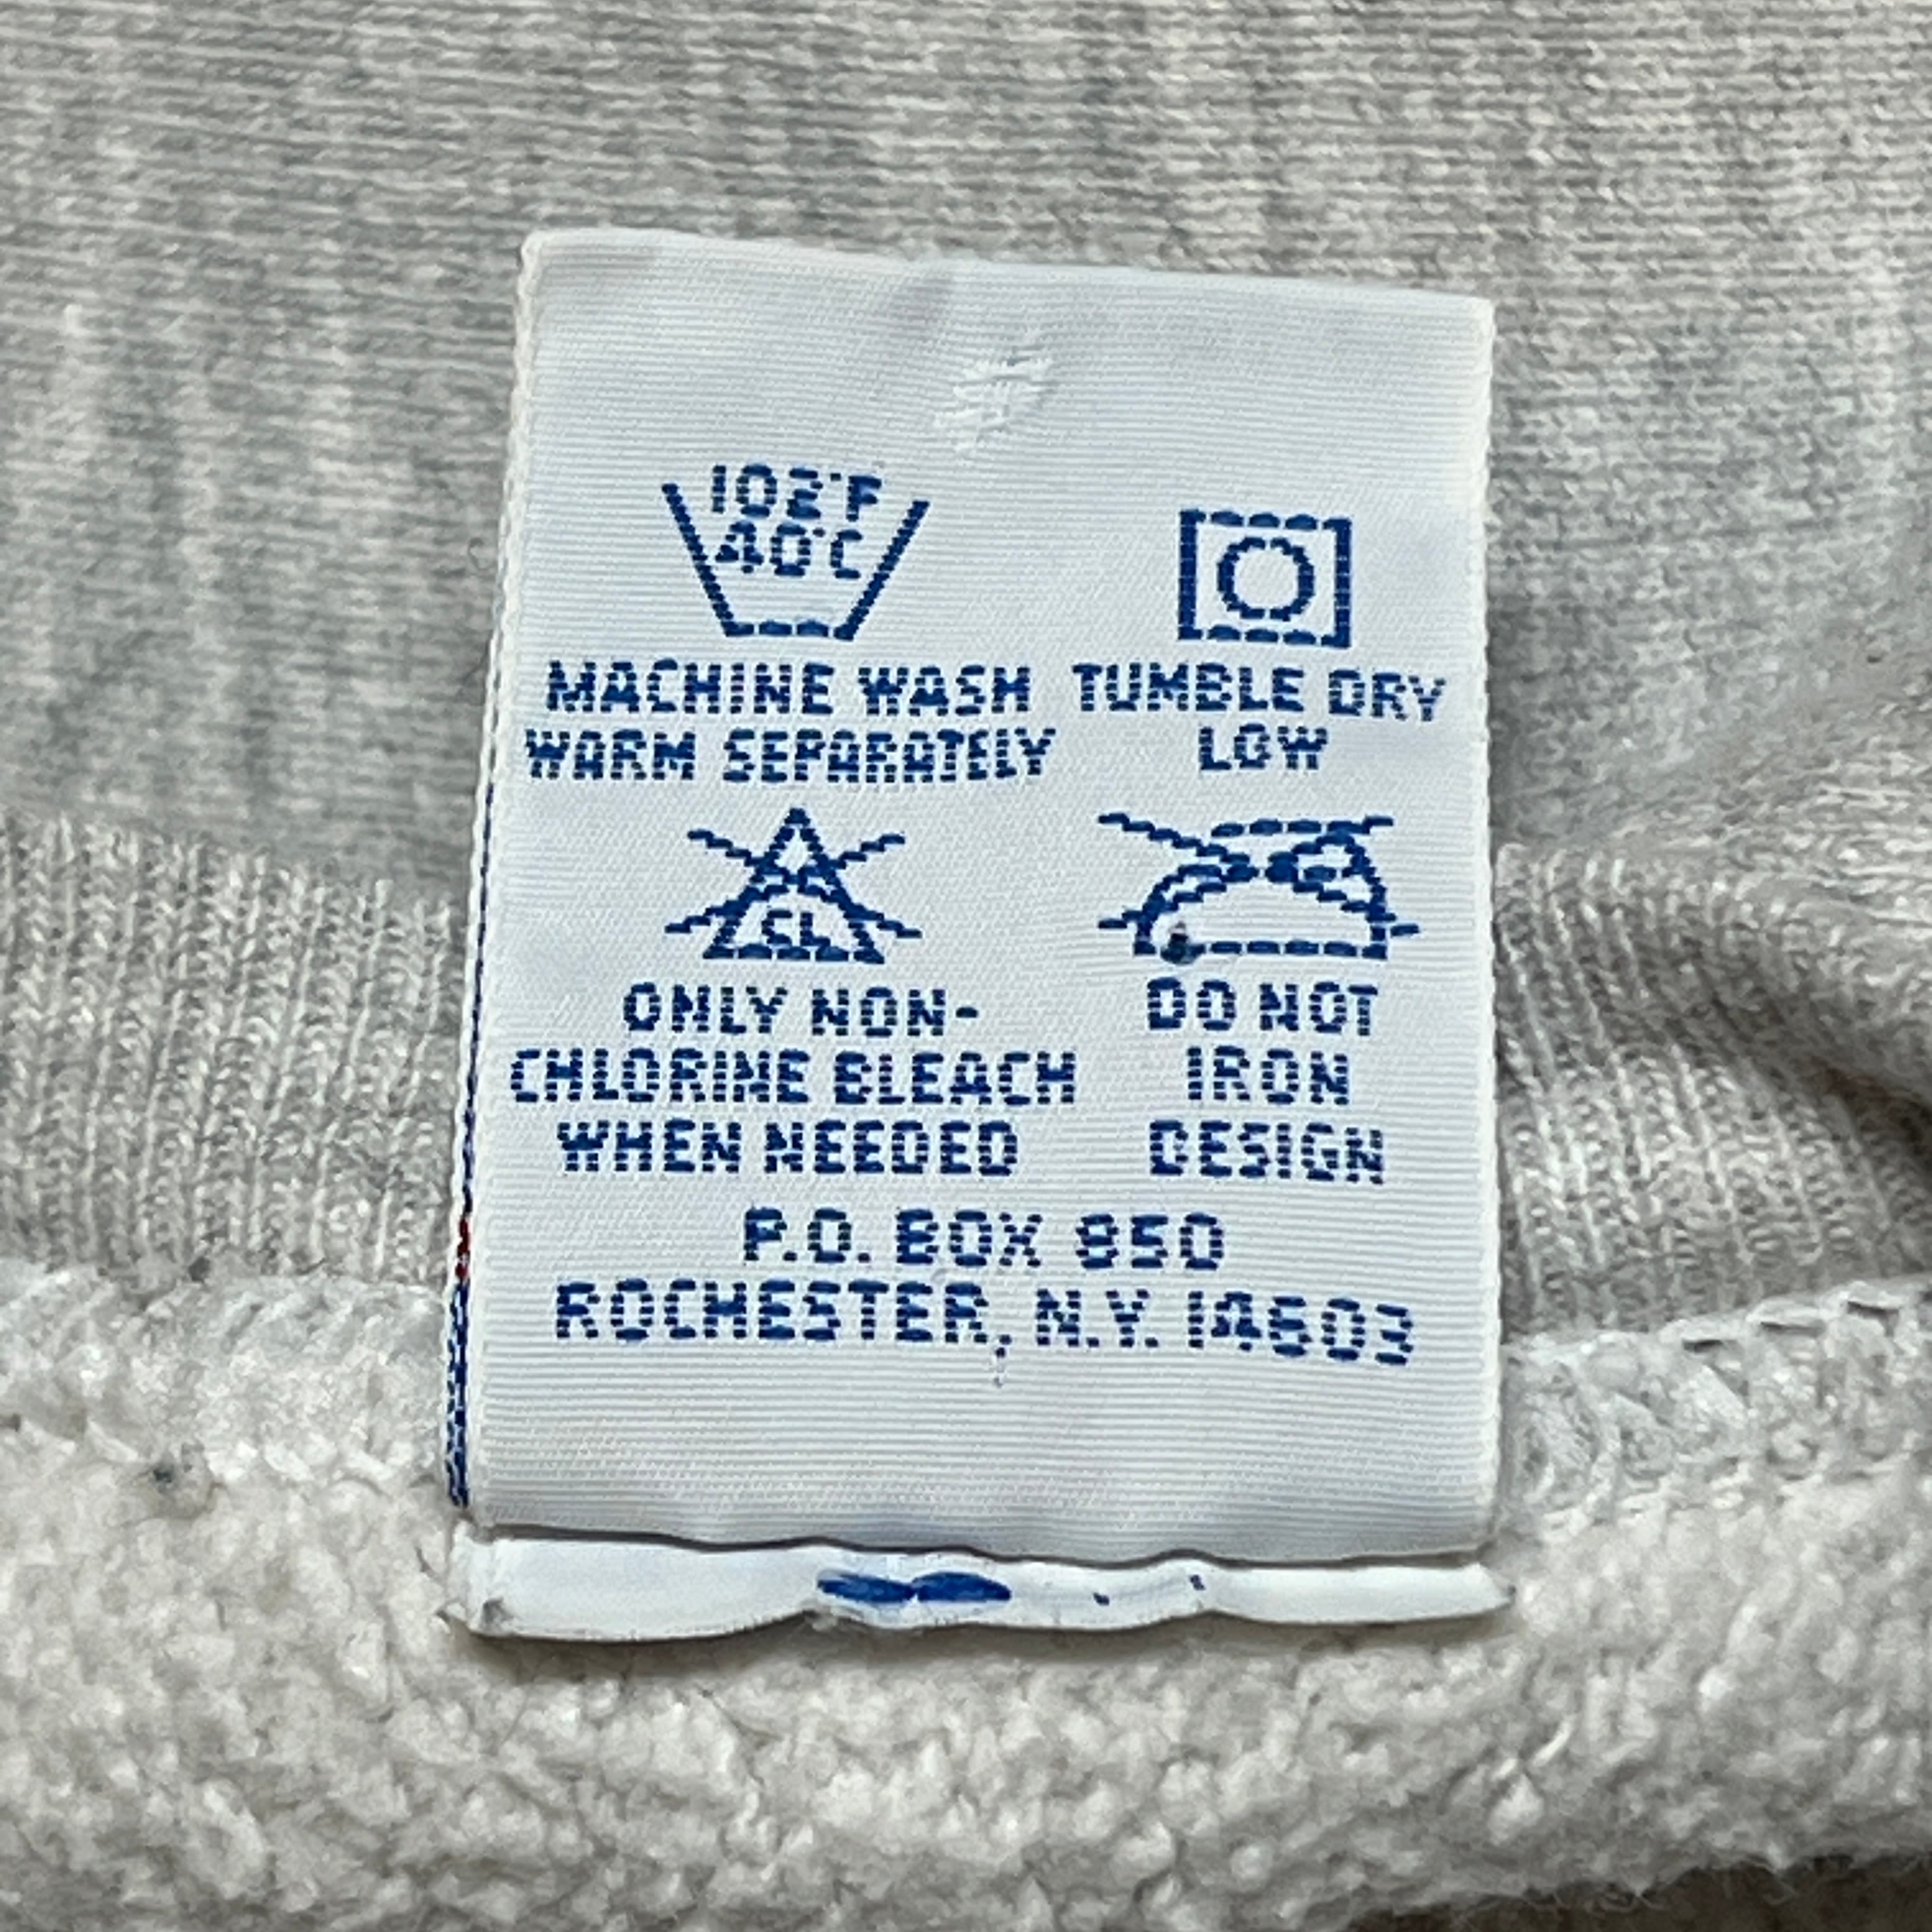 102°F
40°C
MACHINE WASH
WARM SEPARATELY
TUMBLE DRY
LOW
CL
ONLY NON-
CHLORINE BLEACH
WHEN NEEDED
DO NOT
IRON
DESIGN
P.O. BOX 850
ROCHESTER, N.Y. 14603